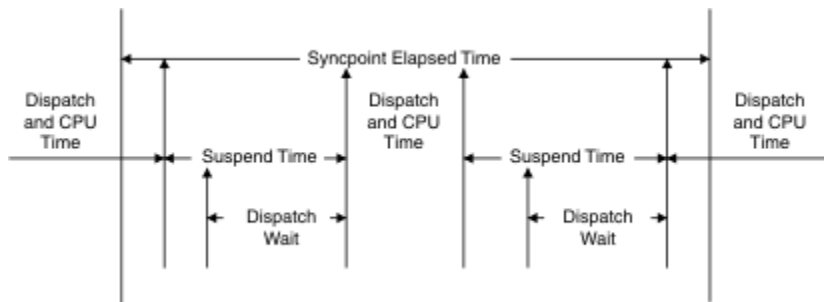 Syncpoint Elapsed Time
Dispatch
and CPU
Time
Dispatch
and CPU
Time
Dispatch
and CPU
Time
Suspend Time
Suspend Time
Dispatch
Wait
Dispatch
Wait